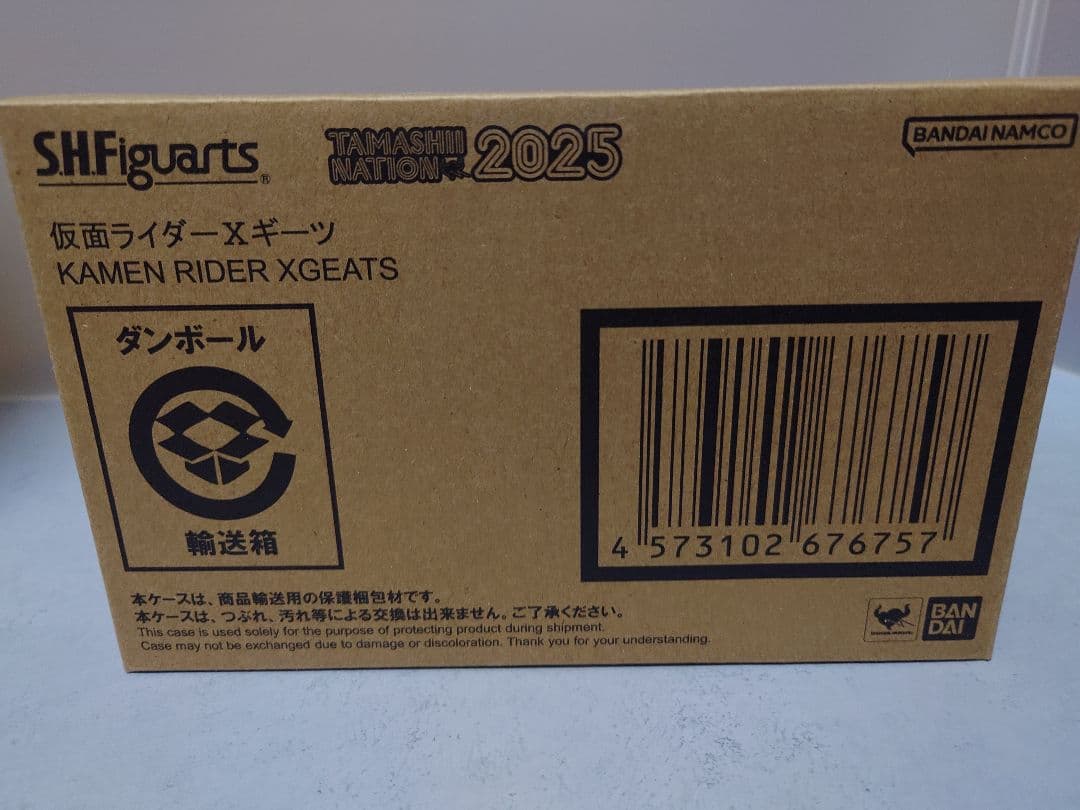 S.H.Figuarts®
TAMASHII NATION 2025
BANDAI NAMCO
仮面ライダーXギーツ
KAMEN RIDER XGEATS
ダンボール
輸送箱
4 573102 676757
本ケースは、商品輸送用の保護梱包材です。
本ケースは、つぶれ、汚れ等による交換は出来ません。ご了承ください。
This case is used solely for the purpose of protecting product during shipment.
Case may not be exchanged due to damage or discoloration. Thank you for your understanding.
BAN
DAI